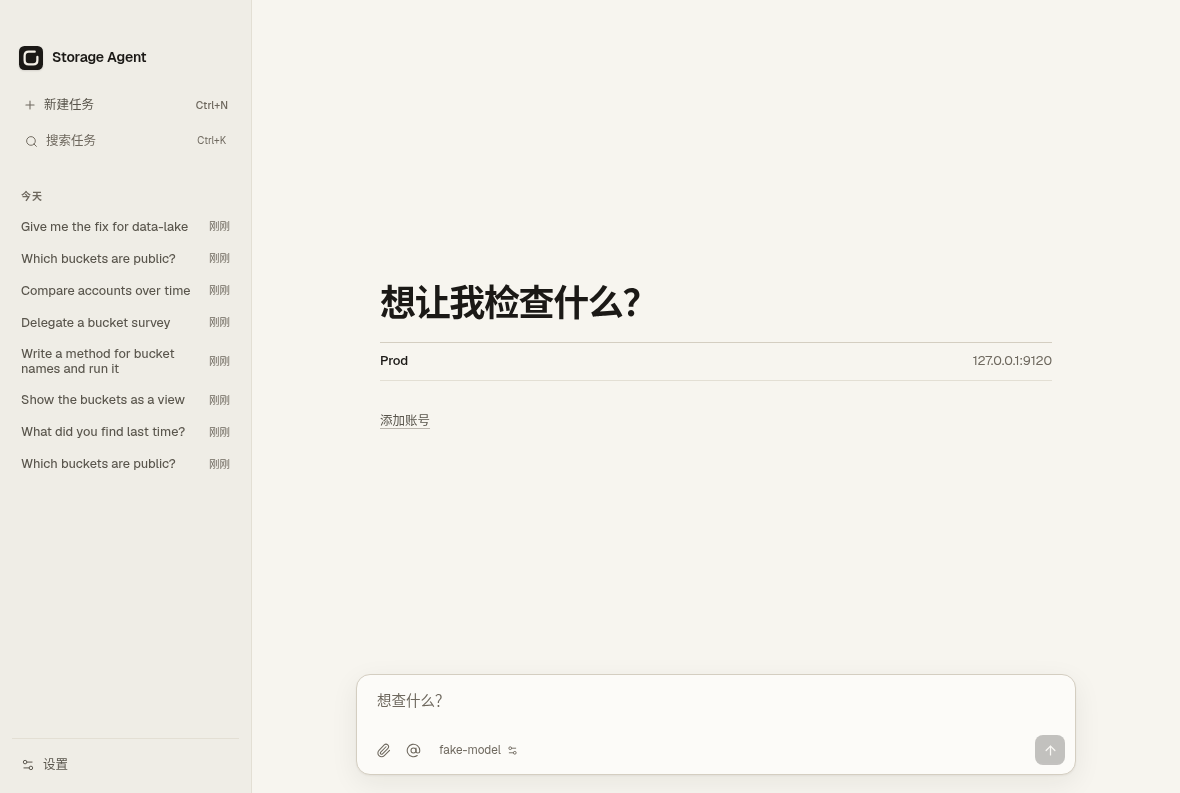 Storage Agent
新建任务 Ctrl+N
搜索任务 Ctrl+K
今天
Give me the fix for data-lake 刚刚
Which buckets are public? 刚刚
Compare accounts over time 刚刚
Delegate a bucket survey 刚刚
Write a method for bucket
names and run it 刚刚
Show the buckets as a view 刚刚
What did you find last time? 刚刚
Which buckets are public? 刚刚
设置
想让我检查什么？
Prod 127.0.0.1:9120
添加账号
想查什么？
fake-model